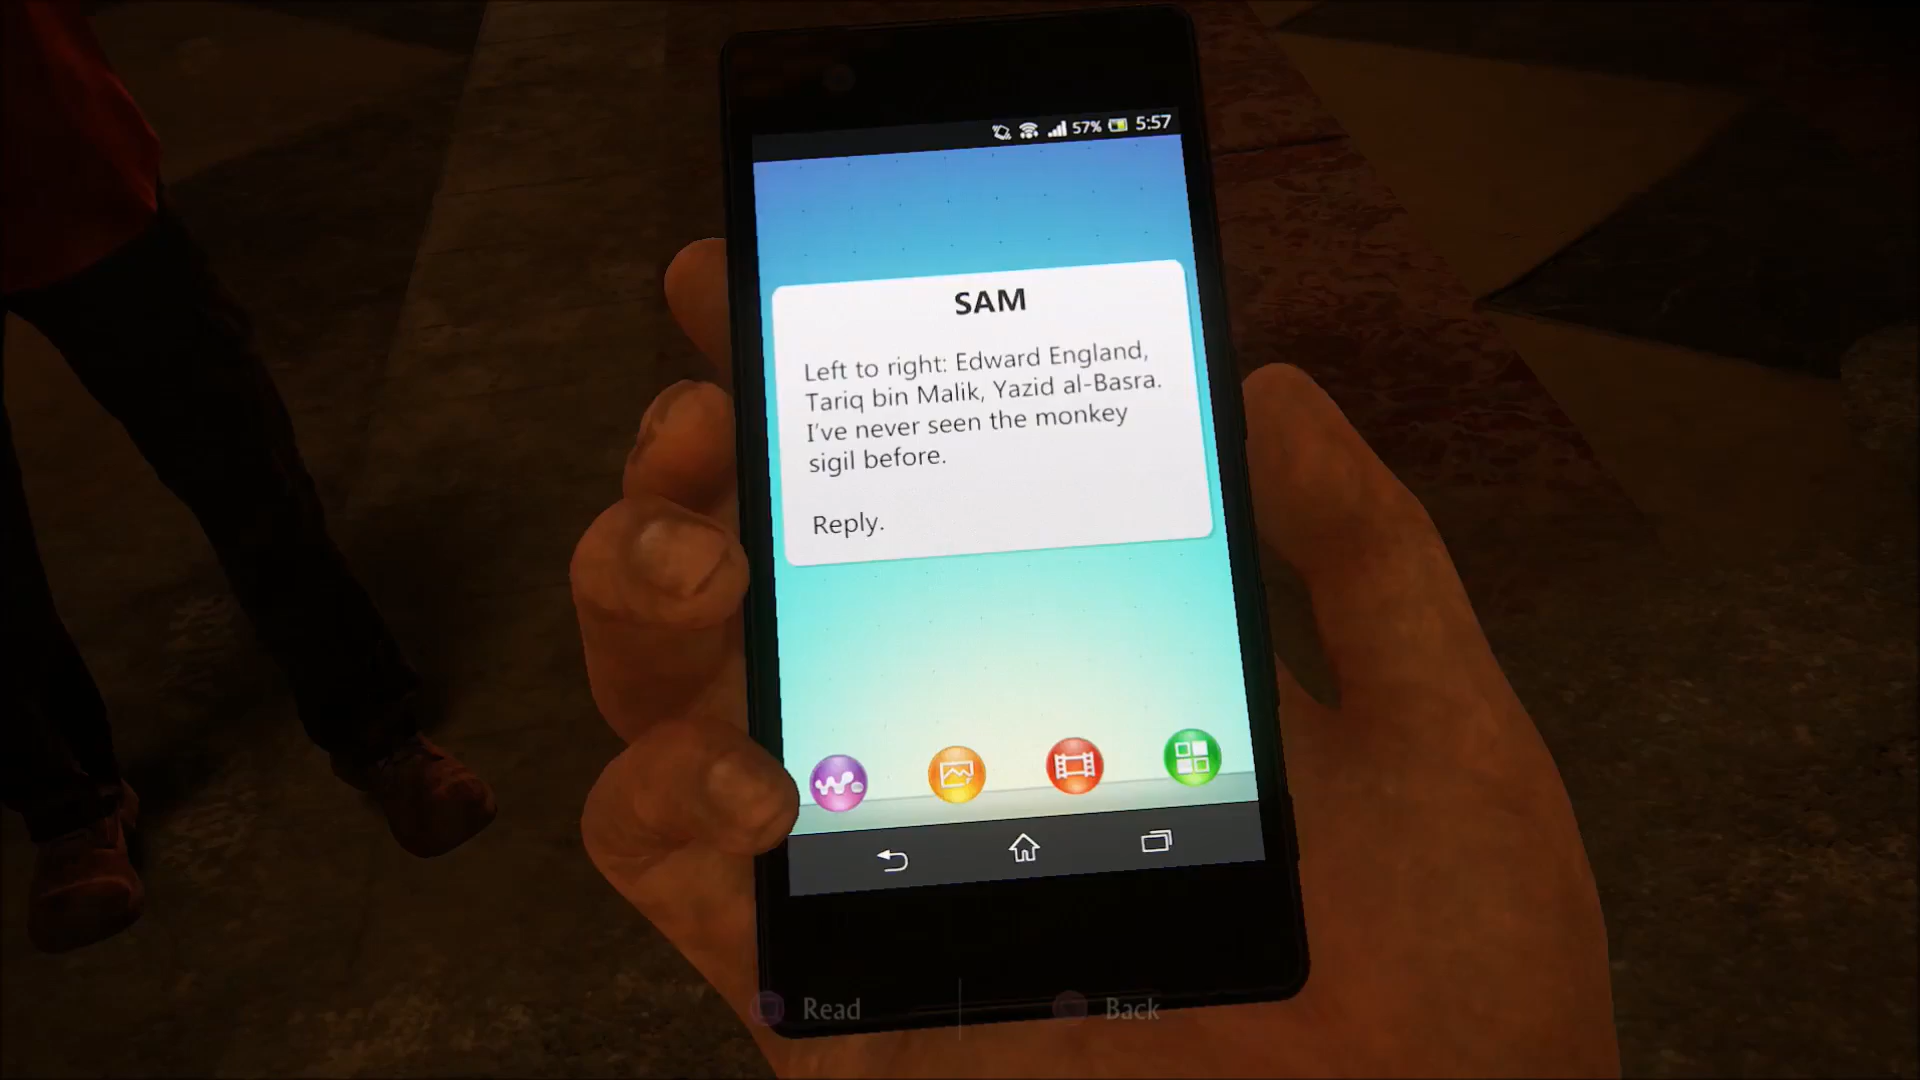 57% 5:57
SAM
Left to right: Edward England,
Tariq bin Malik, Yazid al-Basra.
I've never seen the monkey
sigil before.
Reply.
Read Back